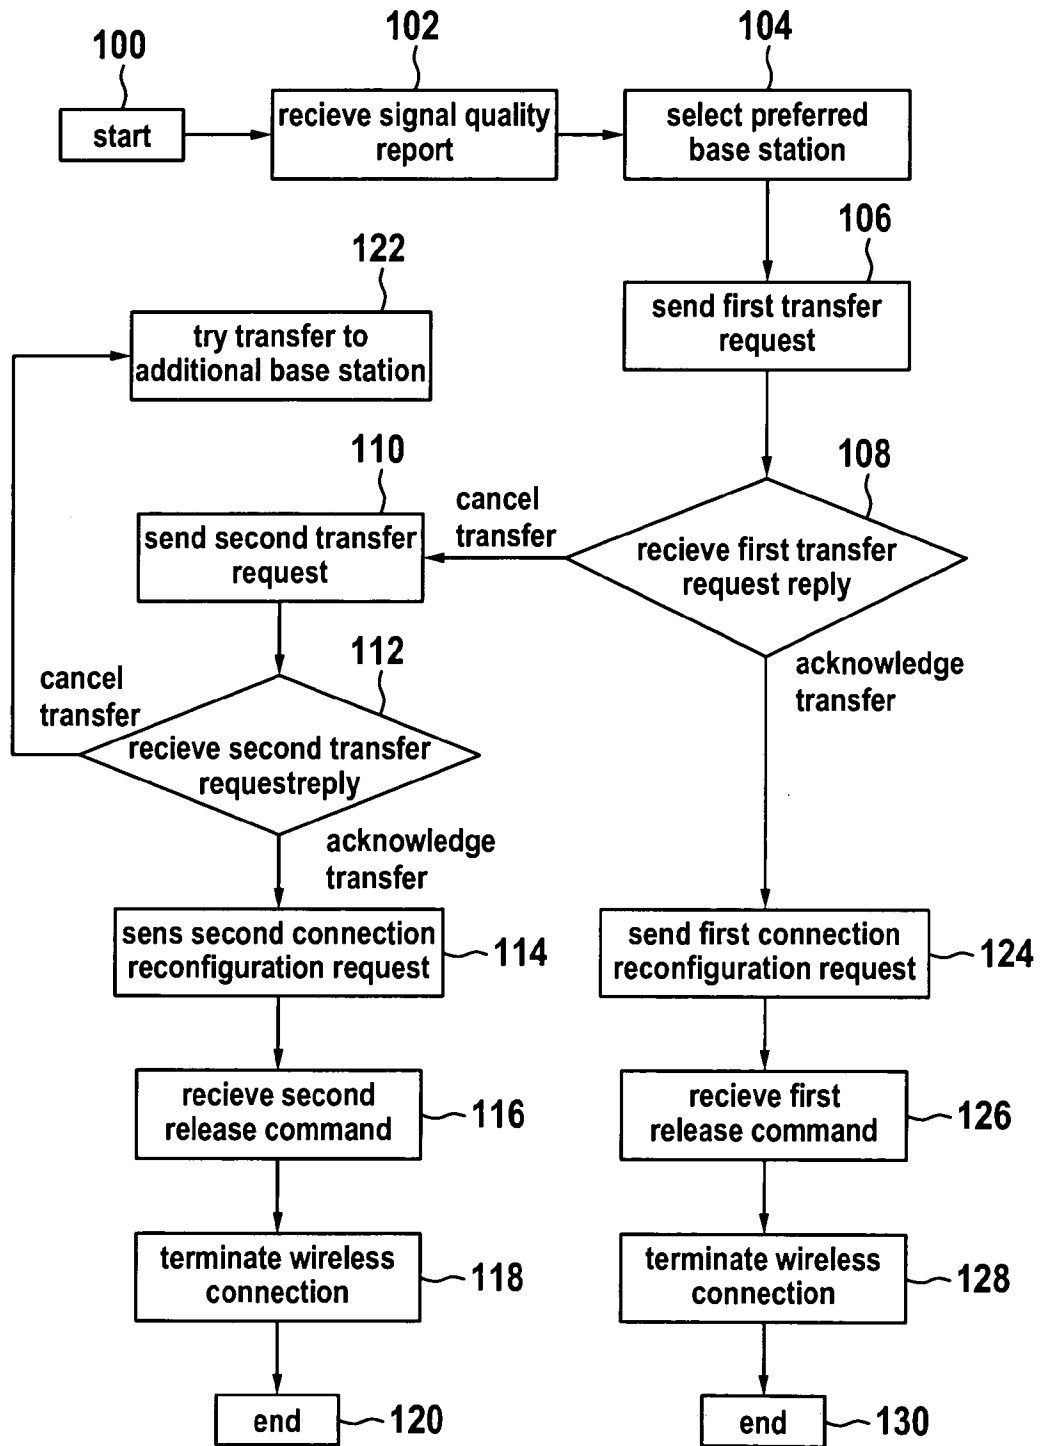 100
102
104
start
recieve signal quality
report
select preferred
base station
106
send first transfer
request
122
try transfer to
additional base station
108
recieve first transfer
request reply
cancel
transfer
110
send second transfer
request
acknowledge
transfer
112
recieve second transfer
requestreply
cancel
transfer
acknowledge
transfer
sens second connection
reconfiguration request
114
send first connection
reconfiguration request
124
recieve second
release command
116
recieve first
release command
126
terminate wireless
connection
118
terminate wireless
connection
128
end
120
end
130